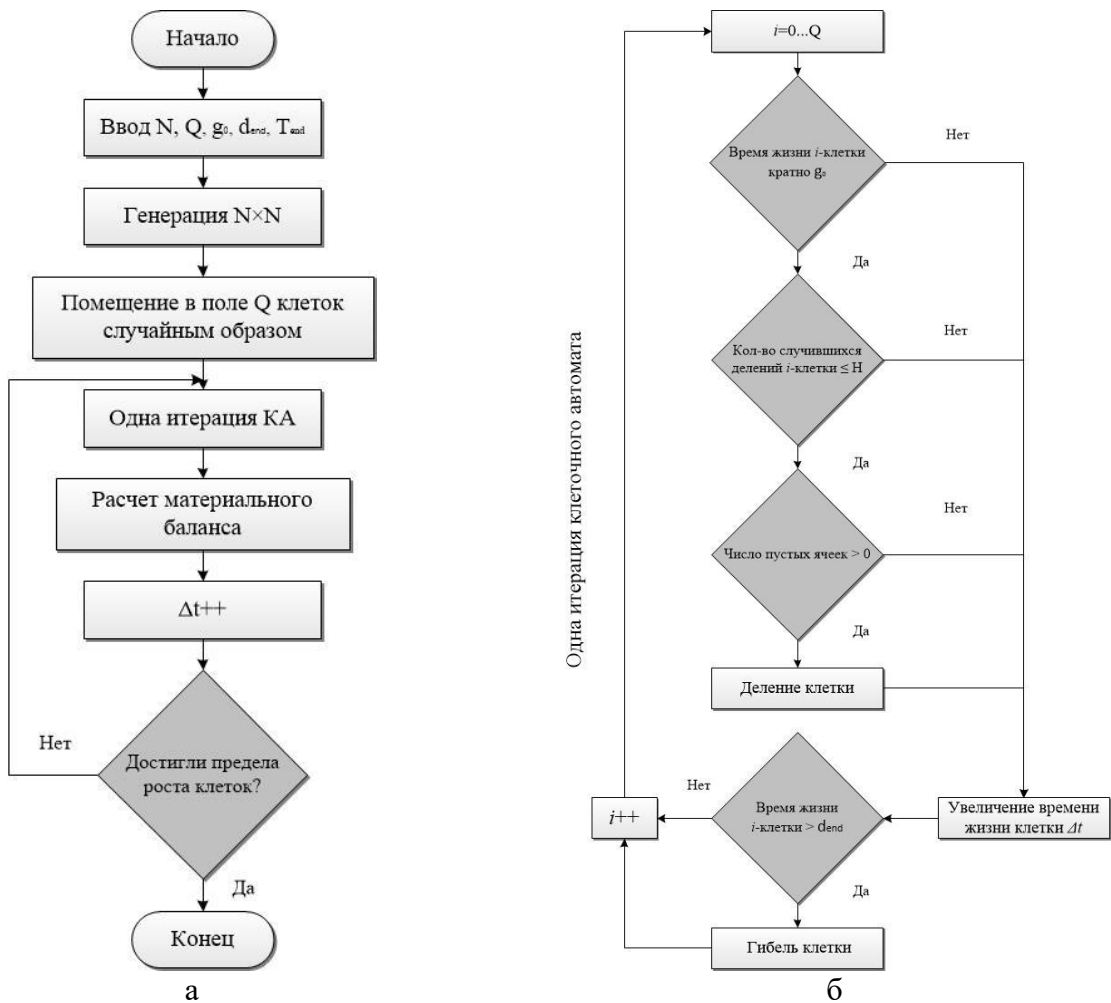 Начало
Ввод N, Q, g₀, dend, Tend
Генерация N×N
Помещение в поле Q клеток
случайным образом
Одна итерация КА
Расчет материального
баланса
Δt++
Нет
Достигли предела
роста клеток?
Да
Конец
а
Одна итерация клеточного автомата
i=0...Q
Нет
Время жизни i-клетки
кратно g₀
Да
Нет
Кол-во случившихся
делений i-клетки ≤ H
Да
Нет
Число пустых ячеек > 0
Да
Деление клетки
Нет
i++
Время жизни
i-клетки > dend
Увеличение времени
жизни клетки Δt
Да
Гибель клетки
б